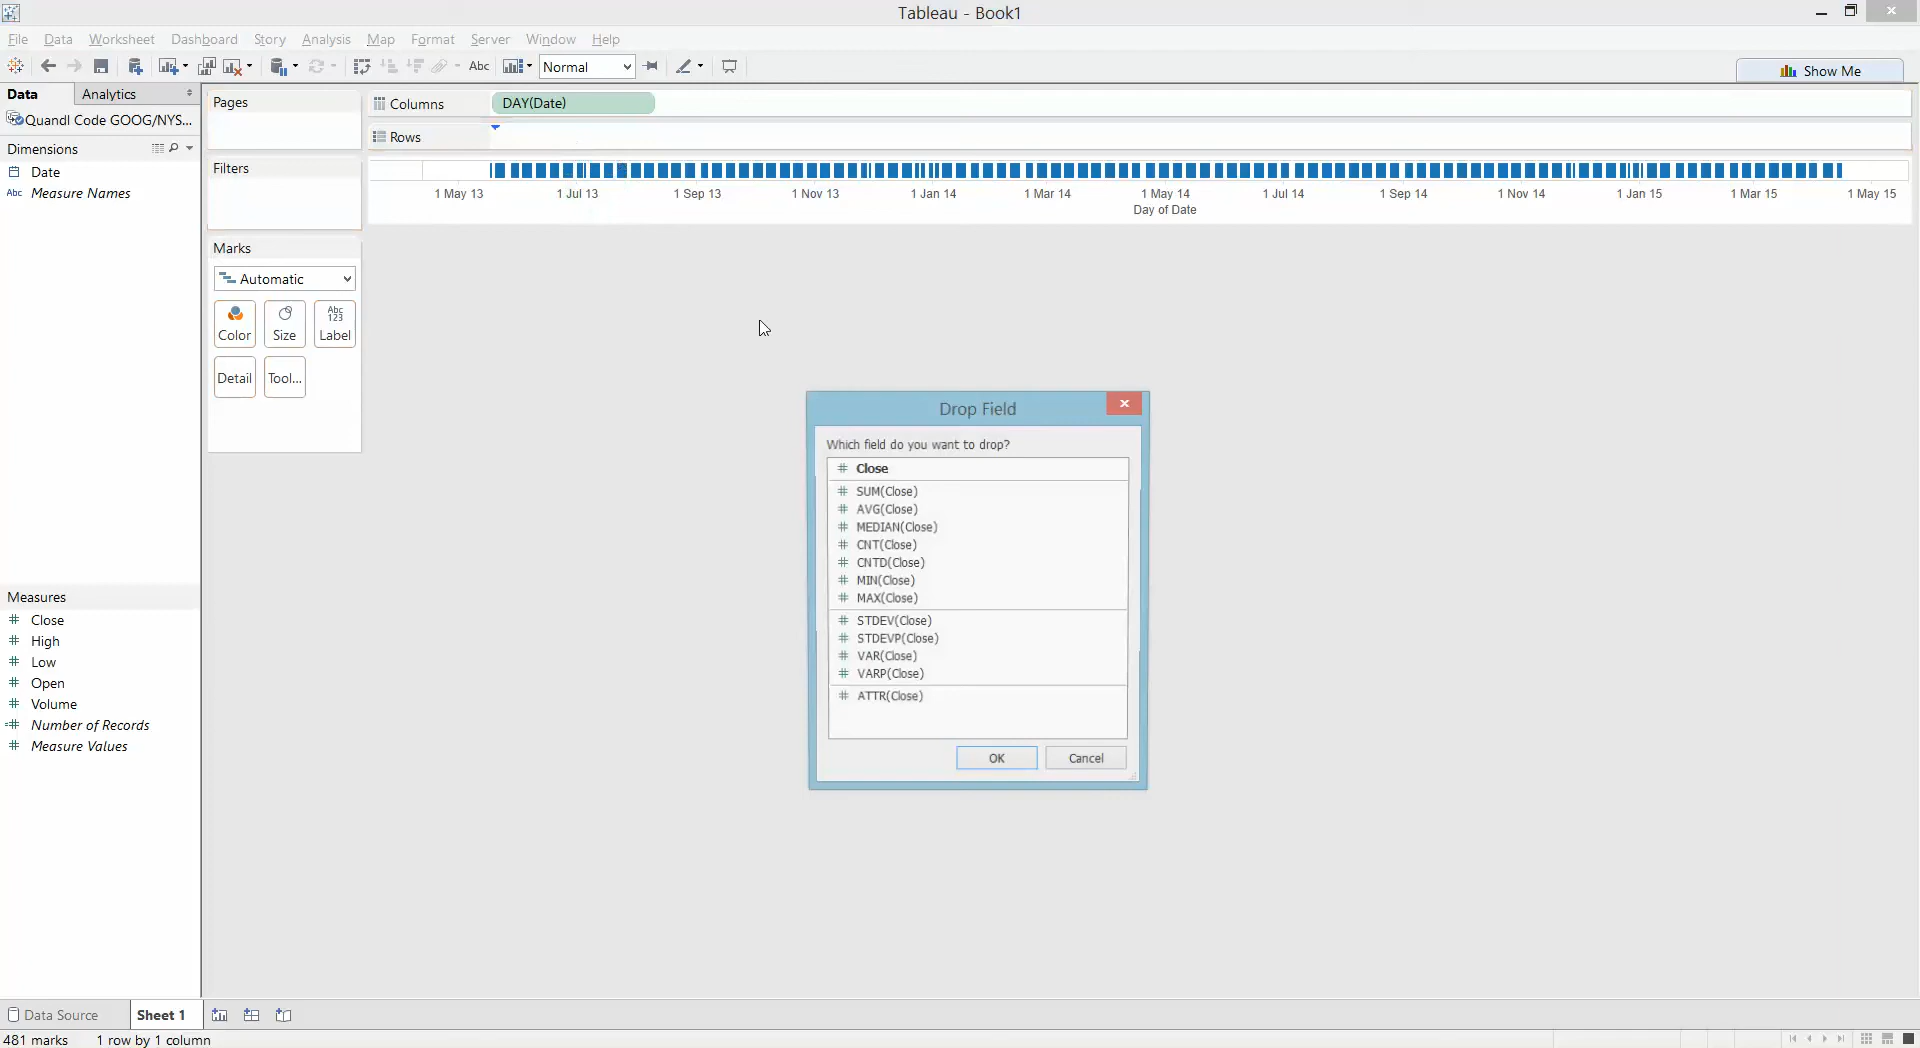 Tableau - Book1
File Data Worksheet Dashboard Story Analysis Map Format Server Window Help
Abc Normal
Show Me
Data Analytics
Pages
Columns DAY(Date)
Quandl Code GOOG/NYS...
Rows
Dimensions
Filters
Date
Abc Measure Names
1 May 13 1 Jul 13 1 Sep 13 1 Nov 13 1 Jan 14 1 Mar 14 1 May 14 1 Jul 14 1 Sep 14 1 Nov 14 1 Jan 15 1 Mar 15 1 May 15
Day of Date
Marks
Automatic
Abc
123
Color Size Label
Detail Tool...
Drop Field
Which field do you want to drop?
# Close
# SUM(Close)
# AVG(Close)
# MEDIAN(Close)
# CNT(Close)
# CNTD(Close)
# MIN(Close)
# MAX(Close)
# STDEV(Close)
# STDEVP(Close)
# VAR(Close)
# VARP(Close)
# ATTR(Close)
OK Cancel
Measures
# Close
# High
# Low
# Open
# Volume
=# Number of Records
# Measure Values
Data Source Sheet 1
481 marks 1 row by 1 column